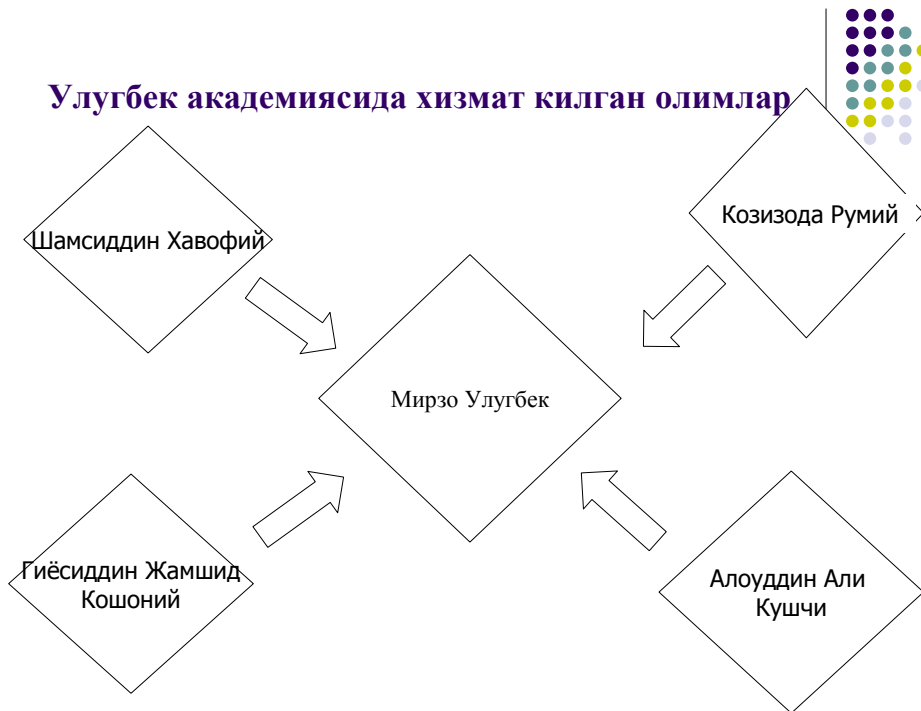 Улугбек академиясида хизмат килган олимлар
Шамсиддин Хавофий
Козизода Румий
Мирзо Улугбек
Гиёсиддин Жамшид
Кошоний
Алоуддин Али
Кушчи